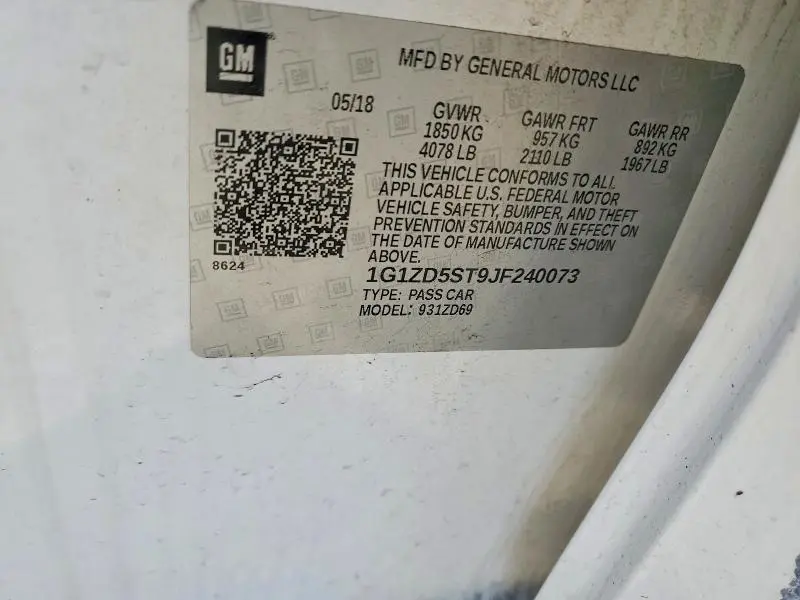 GM
MFD BY GENERAL MOTORS LLC
05/18
GVWR
1850 KG
4078 LB
GAWR FRT
957 KG
2110 LB
GAWR RR
892 KG
1967 LB
THIS VEHICLE CONFORMS TO ALL
APPLICABLE U.S. FEDERAL MOTOR
VEHICLE SAFETY, BUMPER, AND THEFT
PREVENTION STANDARDS IN EFFECT ON
THE DATE OF MANUFACTURE SHOWN
ABOVE.
8624
1G1ZD5ST9JF240073
TYPE: PASS CAR
MODEL: 931ZD69